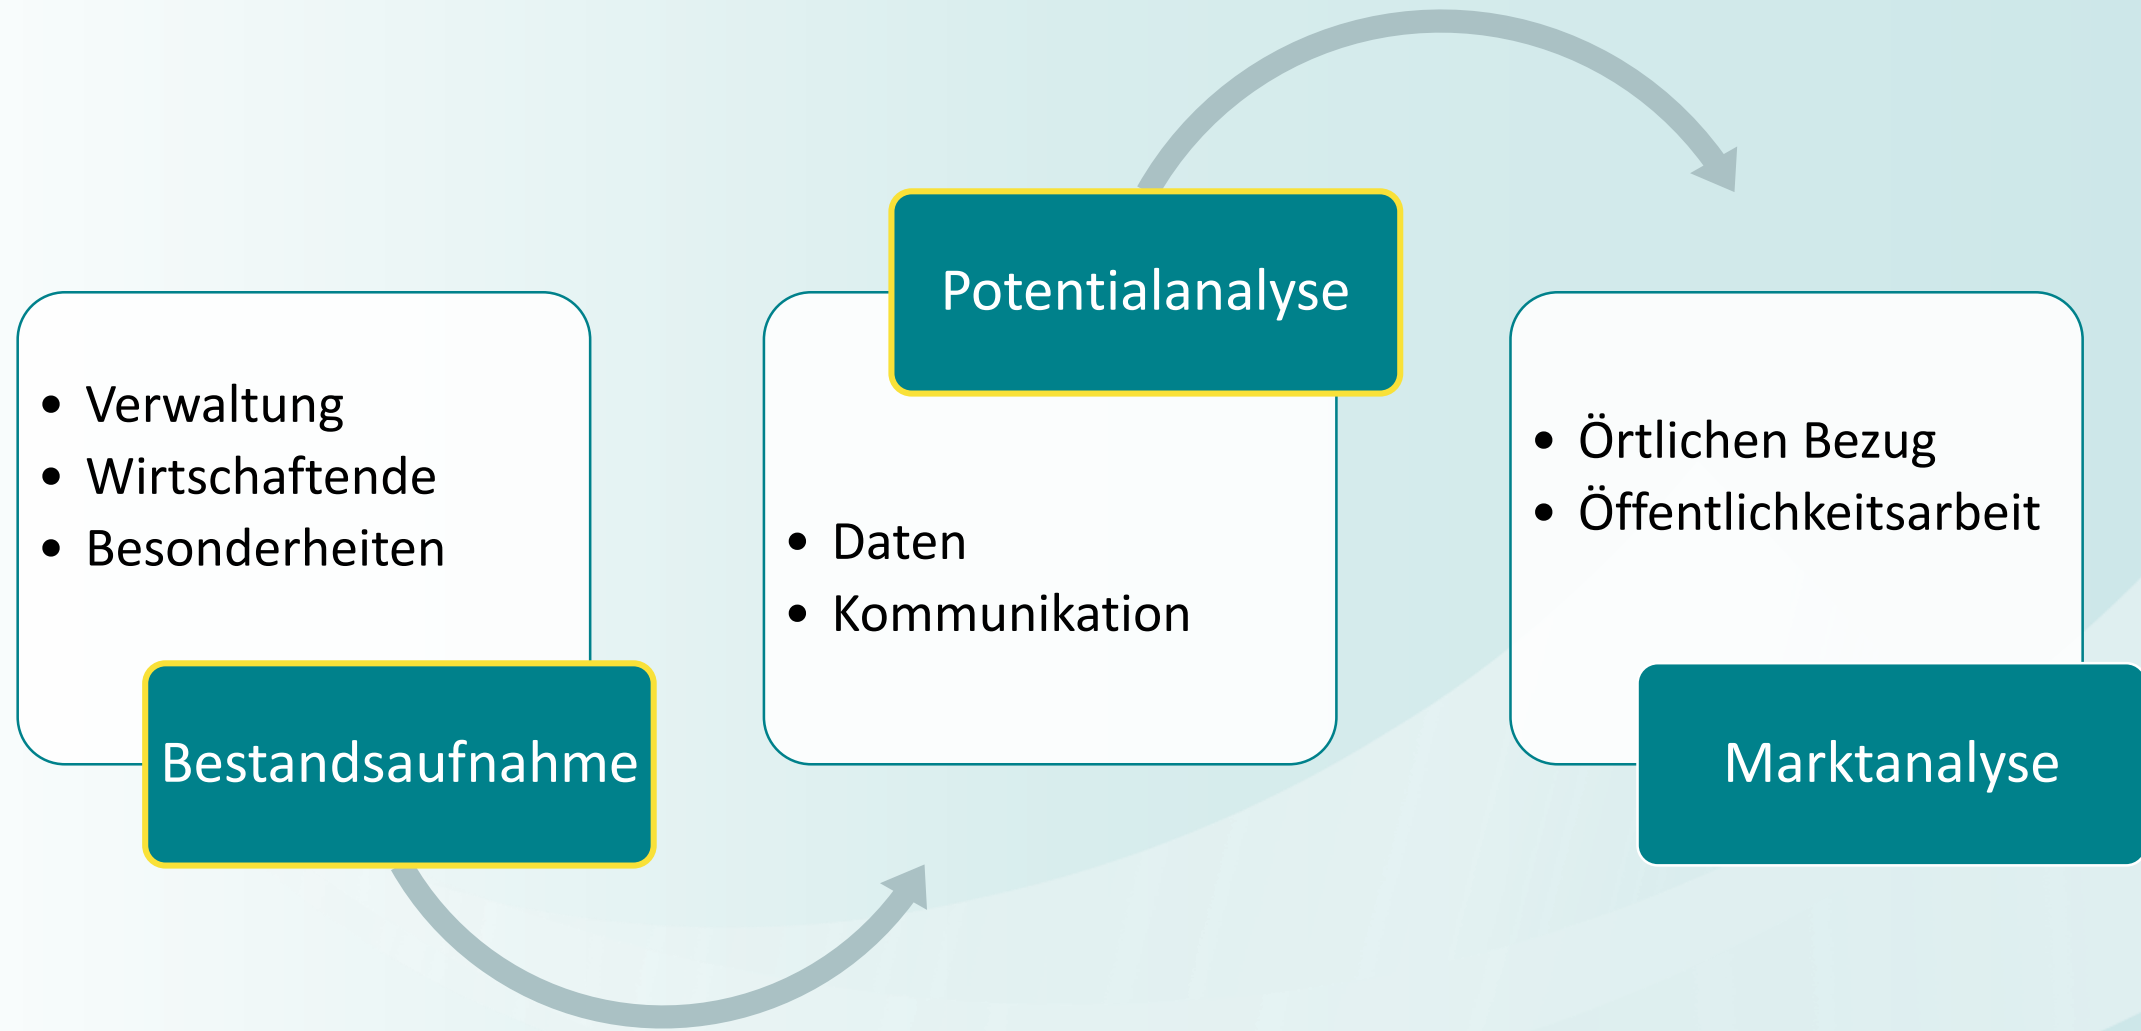 • Verwaltung
• Wirtschaftende
• Besonderheiten
Bestandsaufnahme
Potentialanalyse
• Daten
• Kommunikation
• Örtlichen Bezug
• Öffentlichkeitsarbeit
Marktanalyse